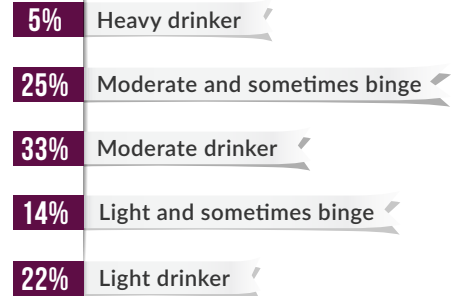 5% Heavy drinker
25% Moderate and sometimes binge
33% Moderate drinker
14% Light and sometimes binge
22% Light drinker